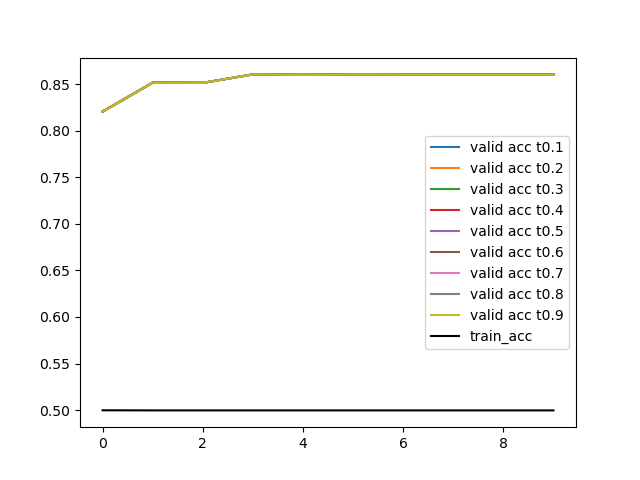 0.85
0.80
0.75
0.70
0.65
0.60
0.55
0.50
0 2 4 6 8
valid acc t0.1
valid acc t0.2
valid acc t0.3
valid acc t0.4
valid acc t0.5
valid acc t0.6
valid acc t0.7
valid acc t0.8
valid acc t0.9
train_acc